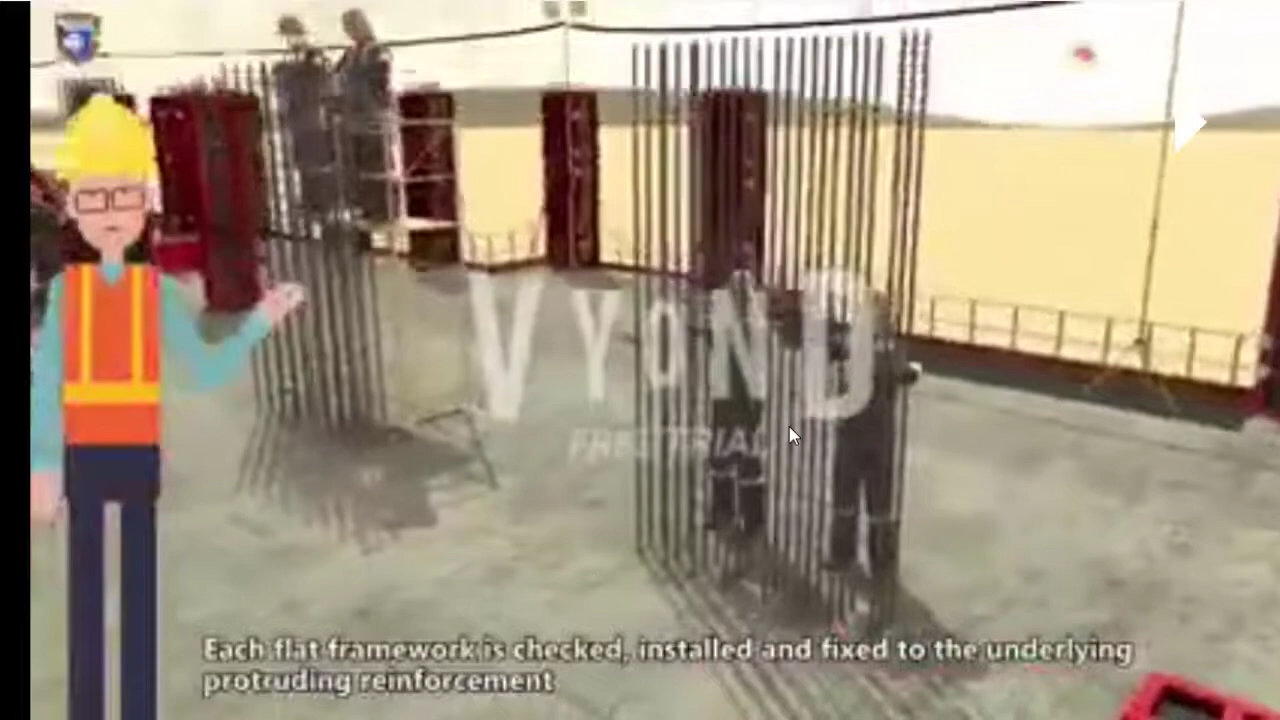 VYOND
FREE TRIAL
Each flat framework is checked, installed and fixed to the underlying
protruding reinforcement